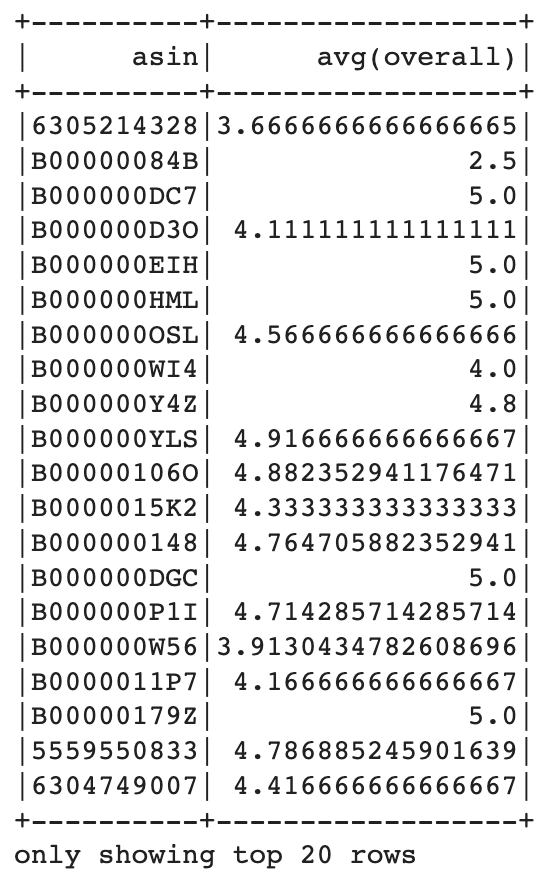 +----------+------------------+
|      asin|      avg(overall)|
+----------+------------------+
|6305214328|3.6666666666666665|
|B00000084B|               2.5|
|B000000DC7|               5.0|
|B000000D3O| 4.111111111111111|
|B000000EIH|               5.0|
|B000000HML|               5.0|
|B000000OSL| 4.566666666666666|
|B000000WI4|               4.0|
|B000000Y4Z|               4.8|
|B000000YLS| 4.916666666666667|
|B00000106O| 4.882352941176471|
|B0000015K2| 4.333333333333333|
|B000000148| 4.764705882352941|
|B000000DGC|               5.0|
|B000000P1I| 4.714285714285714|
|B000000W56|3.9130434782608696|
|B0000011P7| 4.166666666666667|
|B00000179Z|               5.0|
|5559550833| 4.786885245901639|
|6304749007| 4.416666666666667|
+----------+------------------+
only showing top 20 rows